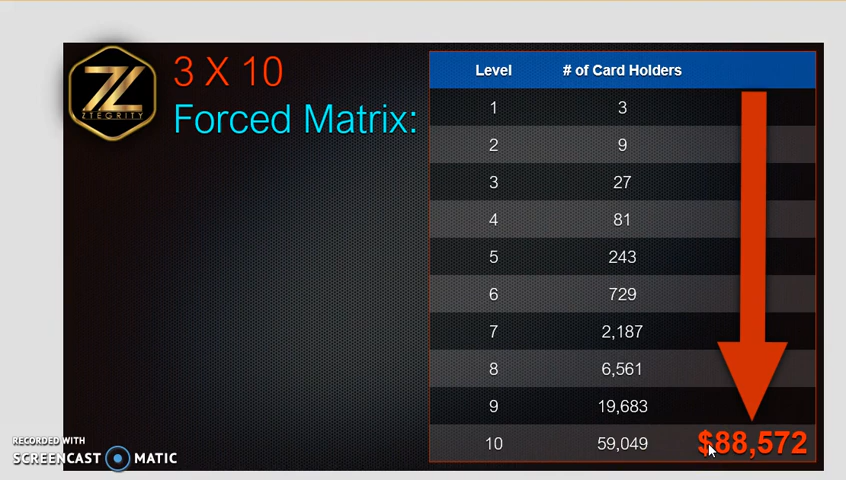 3 X 10
Forced Matrix:
ZTEGRITY
Level # of Card Holders
1 3
2 9
3 27
4 81
5 243
6 729
7 2,187
8 6,561
9 19,683
10 59,049 $88,572
RECORDED WITH
SCREENCAST MATIC